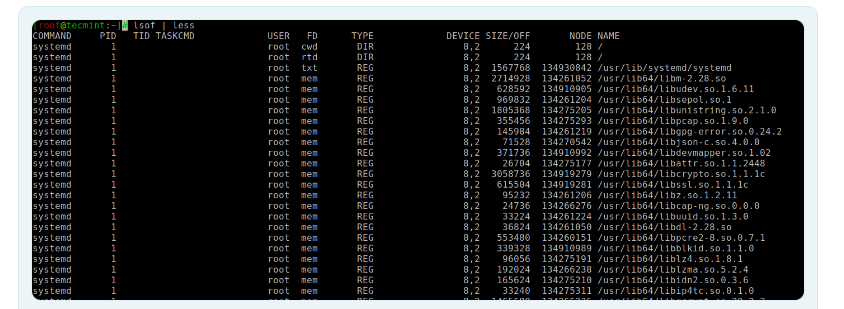 [root@tecmint:~]# lsof | less
COMMAND PID TID TASKCMD USER FD TYPE DEVICE SIZE/OFF NODE NAME
systemd 1 root cwd DIR 8,2 224 128 /
systemd 1 root rtd DIR 8,2 224 128 /
systemd 1 root txt REG 8,2 1567768 134930842 /usr/lib/systemd/systemd
systemd 1 root mem REG 8,2 2714928 134261052 /usr/lib64/libm-2.28.so
systemd 1 root mem REG 8,2 628592 134910905 /usr/lib64/libudev.so.1.6.11
systemd 1 root mem REG 8,2 969832 134261204 /usr/lib64/libsepol.so.1
systemd 1 root mem REG 8,2 1805368 134275205 /usr/lib64/libunistring.so.2.1.0
systemd 1 root mem REG 8,2 355456 134275293 /usr/lib64/libpcap.so.1.9.0
systemd 1 root mem REG 8,2 145984 134261219 /usr/lib64/libgpg-error.so.0.24.2
systemd 1 root mem REG 8,2 71528 134270542 /usr/lib64/libjson-c.so.4.0.0
systemd 1 root mem REG 8,2 371736 134910992 /usr/lib64/libdevmapper.so.1.02
systemd 1 root mem REG 8,2 26704 134275177 /usr/lib64/libattr.so.1.1.2448
systemd 1 root mem REG 8,2 3058736 134919279 /usr/lib64/libcrypto.so.1.1.1c
systemd 1 root mem REG 8,2 615504 134919281 /usr/lib64/libssl.so.1.1.1c
systemd 1 root mem REG 8,2 95232 134261206 /usr/lib64/libz.so.1.2.11
systemd 1 root mem REG 8,2 24736 134266276 /usr/lib64/libcap-ng.so.0.0.0
systemd 1 root mem REG 8,2 33224 134261224 /usr/lib64/libuuid.so.1.3.0
systemd 1 root mem REG 8,2 36824 134261050 /usr/lib64/libdl-2.28.so
systemd 1 root mem REG 8,2 553480 134260151 /usr/lib64/libpcre2-8.so.0.7.1
systemd 1 root mem REG 8,2 339328 134910989 /usr/lib64/libblkid.so.1.1.0
systemd 1 root mem REG 8,2 96056 134275191 /usr/lib64/liblz4.so.1.8.1
systemd 1 root mem REG 8,2 192024 134266238 /usr/lib64/liblzma.so.5.2.4
systemd 1 root mem REG 8,2 165624 134275210 /usr/lib64/libidn2.so.0.3.6
systemd 1 root mem REG 8,2 33240 134275311 /usr/lib64/libip4tc.so.0.1.0